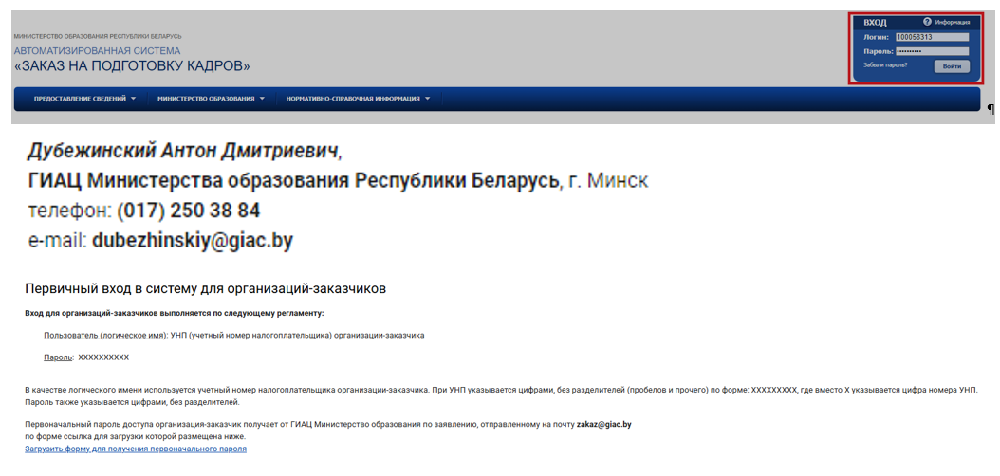 МИНИСТЕРСТВО ОБРАЗОВАНИЯ РЕСПУБЛИКИ БЕЛАРУСЬ
АВТОМАТИЗИРОВАННАЯ СИСТЕМА
«ЗАКАЗ НА ПОДГОТОВКУ КАДРОВ»
ВХОД ? Информация
Логин: 100058313
Пароль: ••••••••••
Забыли пароль? Войти
ПРЕДОСТАВЛЕНИЕ СВЕДЕНИЙ МИНИСТЕРСТВО ОБРАЗОВАНИЯ НОРМАТИВНО-СПРАВОЧНАЯ ИНФОРМАЦИЯ
¶
Дубежинский Антон Дмитриевич,
ГИАЦ Министерства образования Республики Беларусь, г. Минск
телефон: (017) 250 38 84
e-mail: dubezhinskiy@giac.by
Первичный вход в систему для организаций-заказчиков
Вход для организаций-заказчиков выполняется по следующему регламенту:
Пользователь (логическое имя): УНП (учетный номер налогоплательщика) организации-заказчика
Пароль: XXXXXXXXXX
В качестве логического имени используется учетный номер налогоплательщика организации-заказчика. При УНП указывается цифрами, без разделителей (пробелов и прочего) по форме: XXXXXXXXX, где вместо X указывается цифра номера УНП.
Пароль также указывается цифрами, без разделителей.
Первоначальный пароль доступа организация-заказчик получает от ГИАЦ Министерство образования по заявлению, отправленному на почту zakaz@giac.by
по форме ссылка для загрузки которой размещена ниже.
Загрузить форму для получения первоначального пароля